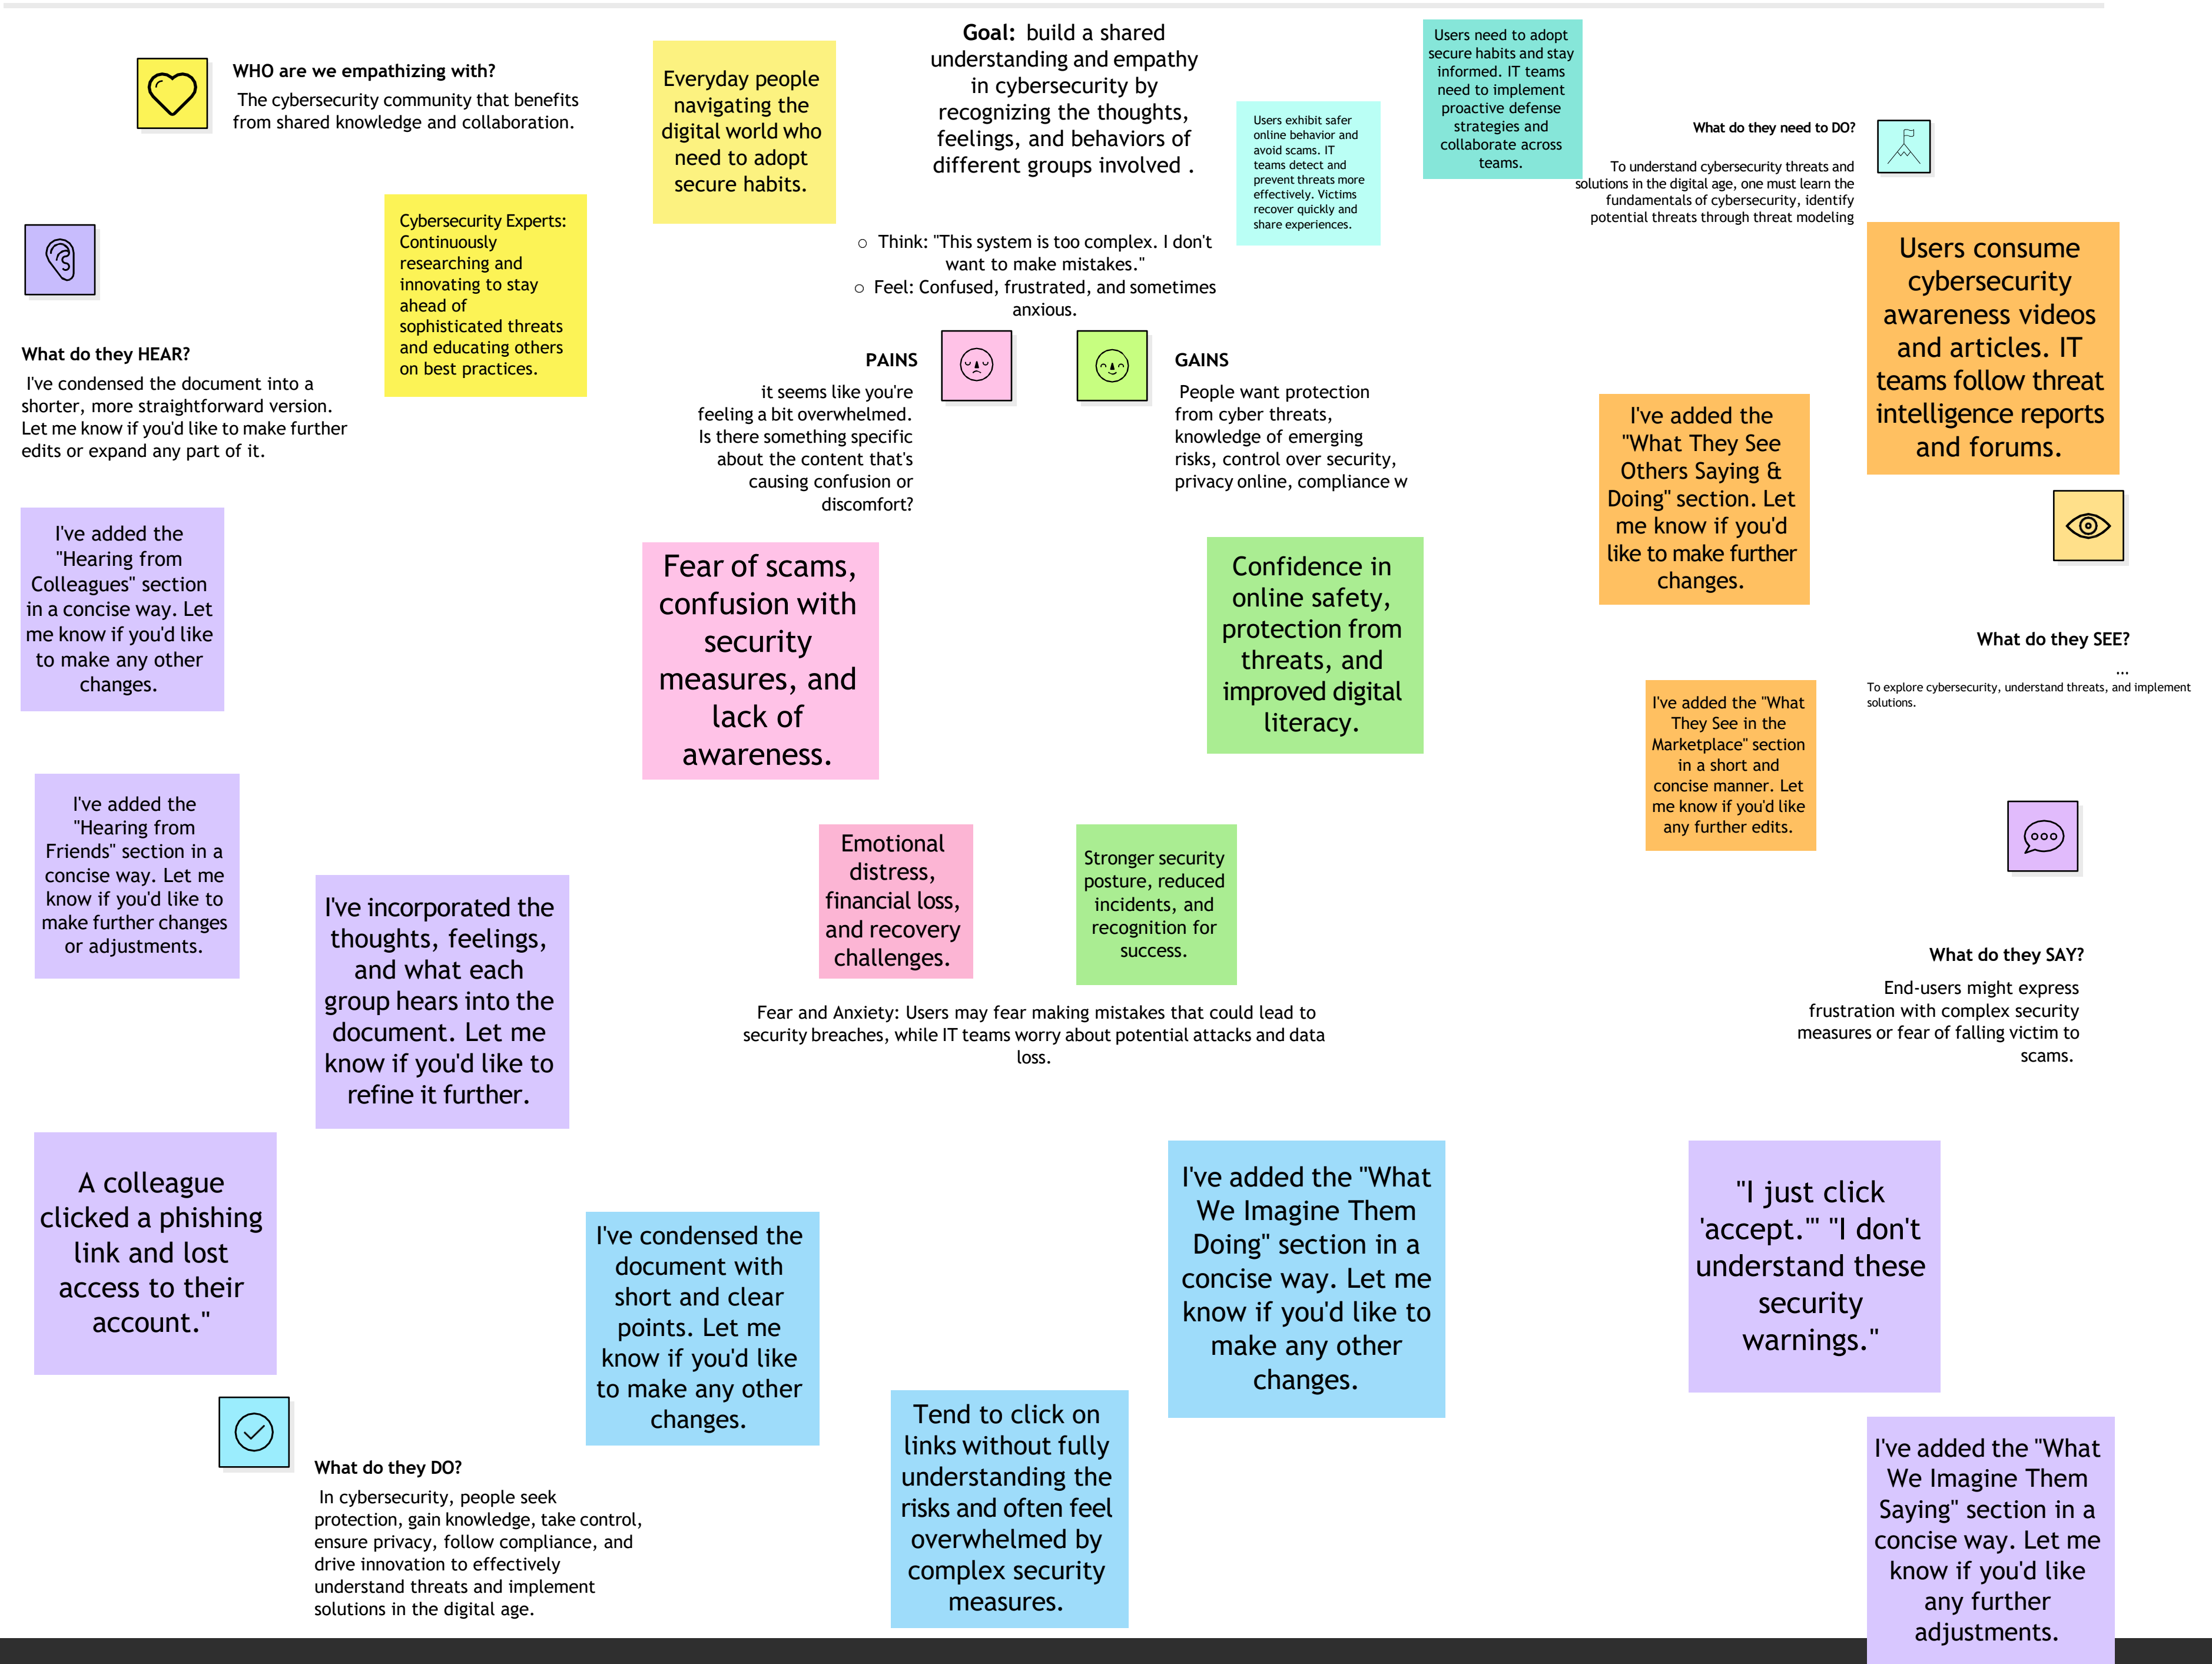 WHO are we empathizing with?
The cybersecurity community that benefits
from shared knowledge and collaboration.
Everyday people
navigating the
digital world who
need to adopt
secure habits.
Goal: build a shared
understanding and empathy
in cybersecurity by
recognizing the thoughts,
feelings, and behaviors of
different groups involved .
Users exhibit safer
online behavior and
avoid scams. IT
teams detect and
prevent threats more
effectively. Victims
recover quickly and
share experiences.
Users need to adopt
secure habits and stay
informed. IT teams
need to implement
proactive defense
strategies and
collaborate across
teams.
What do they need to DO?
To understand cybersecurity threats and
solutions in the digital age, one must learn the
fundamentals of cybersecurity, identify
potential threats through threat modeling
Cybersecurity Experts:
Continuously
researching and
innovating to stay
ahead of
sophisticated threats
and educating others
on best practices.
○ Think: "This system is too complex. I don't
want to make mistakes."
○ Feel: Confused, frustrated, and sometimes
anxious.
Users consume
cybersecurity
awareness videos
and articles. IT
teams follow threat
intelligence reports
and forums.
What do they HEAR?
I've condensed the document into a
shorter, more straightforward version.
Let me know if you'd like to make further
edits or expand any part of it.
PAINS
it seems like you're
feeling a bit overwhelmed.
Is there something specific
about the content that's
causing confusion or
discomfort?
GAINS
People want protection
from cyber threats,
knowledge of emerging
risks, control over security,
privacy online, compliance w
I've added the
"What They See
Others Saying &
Doing" section. Let
me know if you'd
like to make further
changes.
I've added the
"Hearing from
Colleagues" section
in a concise way. Let
me know if you'd like
to make any other
changes.
Fear of scams,
confusion with
security
measures, and
lack of
awareness.
Confidence in
online safety,
protection from
threats, and
improved digital
literacy.
What do they SEE?
...
To explore cybersecurity, understand threats, and implement
solutions.
I've added the "What
They See in the
Marketplace" section
in a short and
concise manner. Let
me know if you'd like
any further edits.
I've added the
"Hearing from
Friends" section in a
concise way. Let me
know if you'd like to
make further changes
or adjustments.
I've incorporated the
thoughts, feelings,
and what each
group hears into the
document. Let me
know if you'd like to
refine it further.
Emotional
distress,
financial loss,
and recovery
challenges.
Stronger security
posture, reduced
incidents, and
recognition for
success.
Fear and Anxiety: Users may fear making mistakes that could lead to
security breaches, while IT teams worry about potential attacks and data
loss.
What do they SAY?
End-users might express
frustration with complex security
measures or fear of falling victim to
scams.
A colleague
clicked a phishing
link and lost
access to their
account."
I've condensed the
document with
short and clear
points. Let me
know if you'd like
to make any other
changes.
I've added the "What
We Imagine Them
Doing" section in a
concise way. Let me
know if you'd like to
make any other
changes.
"I just click
'accept.'" "I don't
understand these
security
warnings."
What do they DO?
In cybersecurity, people seek
protection, gain knowledge, take control,
ensure privacy, follow compliance, and
drive innovation to effectively
understand threats and implement
solutions in the digital age.
Tend to click on
links without fully
understanding the
risks and often feel
overwhelmed by
complex security
measures.
I've added the "What
We Imagine Them
Saying" section in a
concise way. Let me
know if you'd like
any further
adjustments.